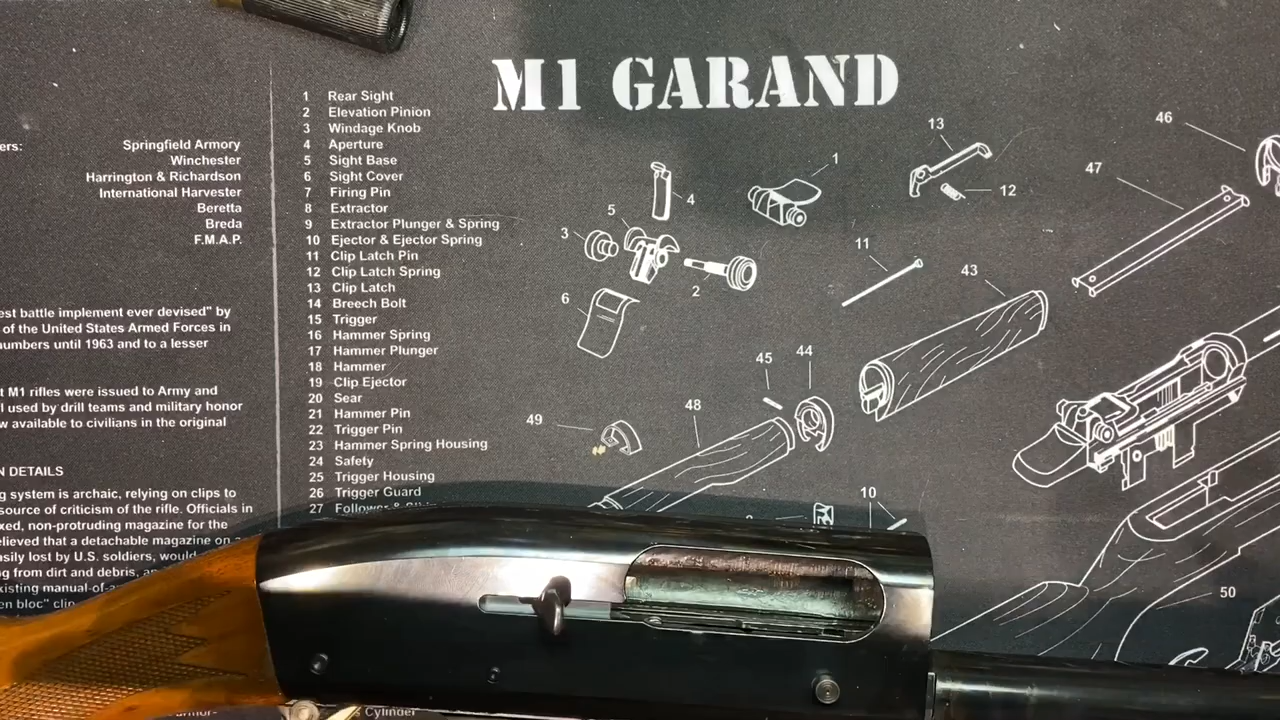 M1 GARAND
ers:
Springfield Armory
Winchester
Harrington & Richardson
International Harvester
Beretta
Breda
F.M.A.P.
est battle implement ever devised" by
of the United States Armed Forces in
numbers until 1963 and to a lesser
t M1 rifles were issued to Army and
l used by drill teams and military honor
w available to civilians in the original
N DETAILS
g system is archaic, relying on clips to
source of criticism of the rifle. Officials in
xed, non-protruding magazine for the
elieved that a detachable magazine on
asily lost by U.S. soldiers, would
ng from dirt and debris,
xisting manual-of-
en bloc" clip
1 Rear Sight
2 Elevation Pinion
3 Windage Knob
4 Aperture
5 Sight Base
6 Sight Cover
7 Firing Pin
8 Extractor
9 Extractor Plunger & Spring
10 Ejector & Ejector Spring
11 Clip Latch Pin
12 Clip Latch Spring
13 Clip Latch
14 Breech Bolt
15 Trigger
16 Hammer Spring
17 Hammer Plunger
18 Hammer
19 Clip Ejector
20 Sear
21 Hammer Pin
22 Trigger Pin
23 Hammer Spring Housing
24 Safety
25 Trigger Housing
26 Trigger Guard
27 Follower &
13
46
1
47
12
4
5
3
11
43
2
6
45
44
48
49
10
50
Cylinder